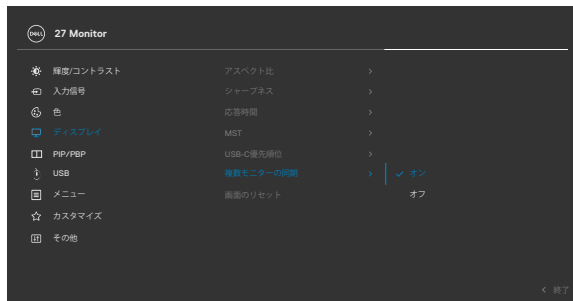 DELL 27 Monitor
輝度/コントラスト アスペクト比
入力信号 シャープネス
色 応答時間
ディスプレイ MST
PIP/PBP USB-C優先順位
USB 複数モニターの同期 オン
メニュー 画面のリセット オフ
カスタマイズ
その他
終了